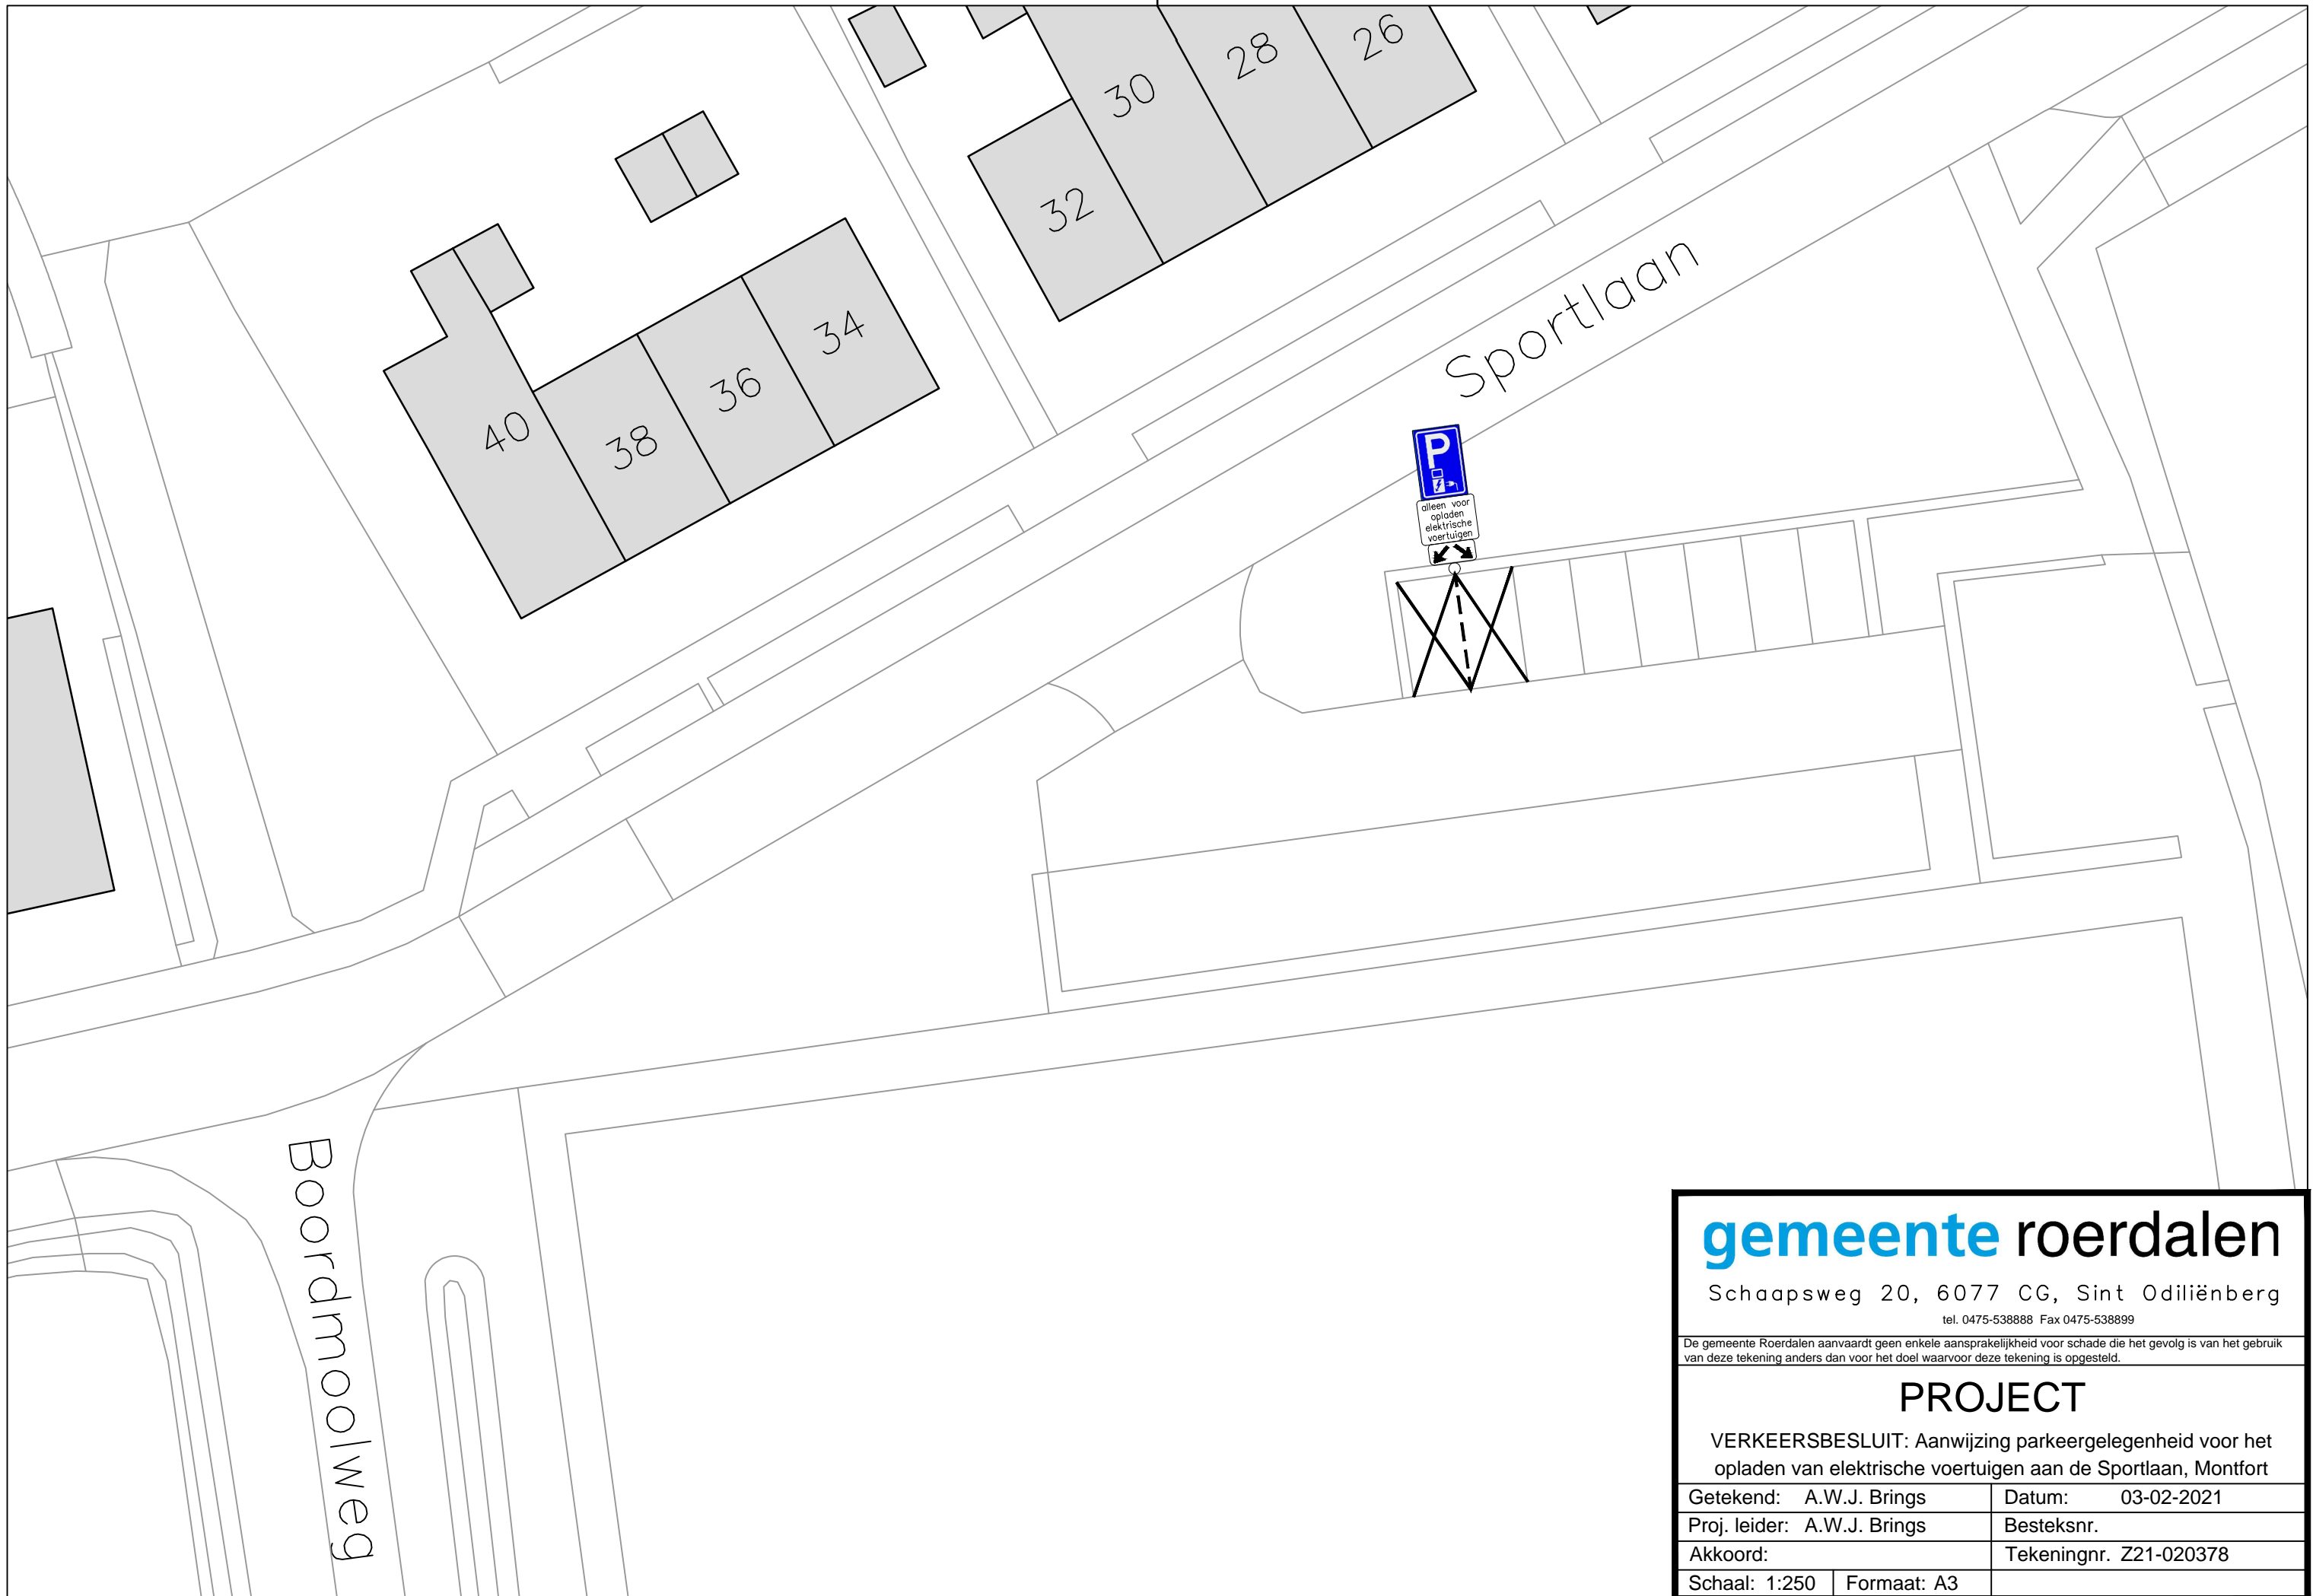 26
28
30
32
34
36
38
40
Sportlaan
P
alleen voor
opladen
elektrische
voertuigen
Boordmoolweg
gemeente roerdalen
Schaapsweg 20, 6077 CG, Sint Odiliënberg
tel. 0475-538888 Fax 0475-538899
De gemeente Roerdalen aanvaardt geen enkele aansprakelijkheid voor schade die het gevolg is van het gebruik
van deze tekening anders dan voor het doel waarvoor deze tekening is opgesteld.
PROJECT
VERKEERSBESLUIT: Aanwijzing parkeergelegenheid voor het
opladen van elektrische voertuigen aan de Sportlaan, Montfort
Getekend: A.W.J. Brings Datum: 03-02-2021
Proj. leider: A.W.J. Brings Besteksnr.
Akkoord: Tekeningnr. Z21-020378
Schaal: 1:250 Formaat: A3